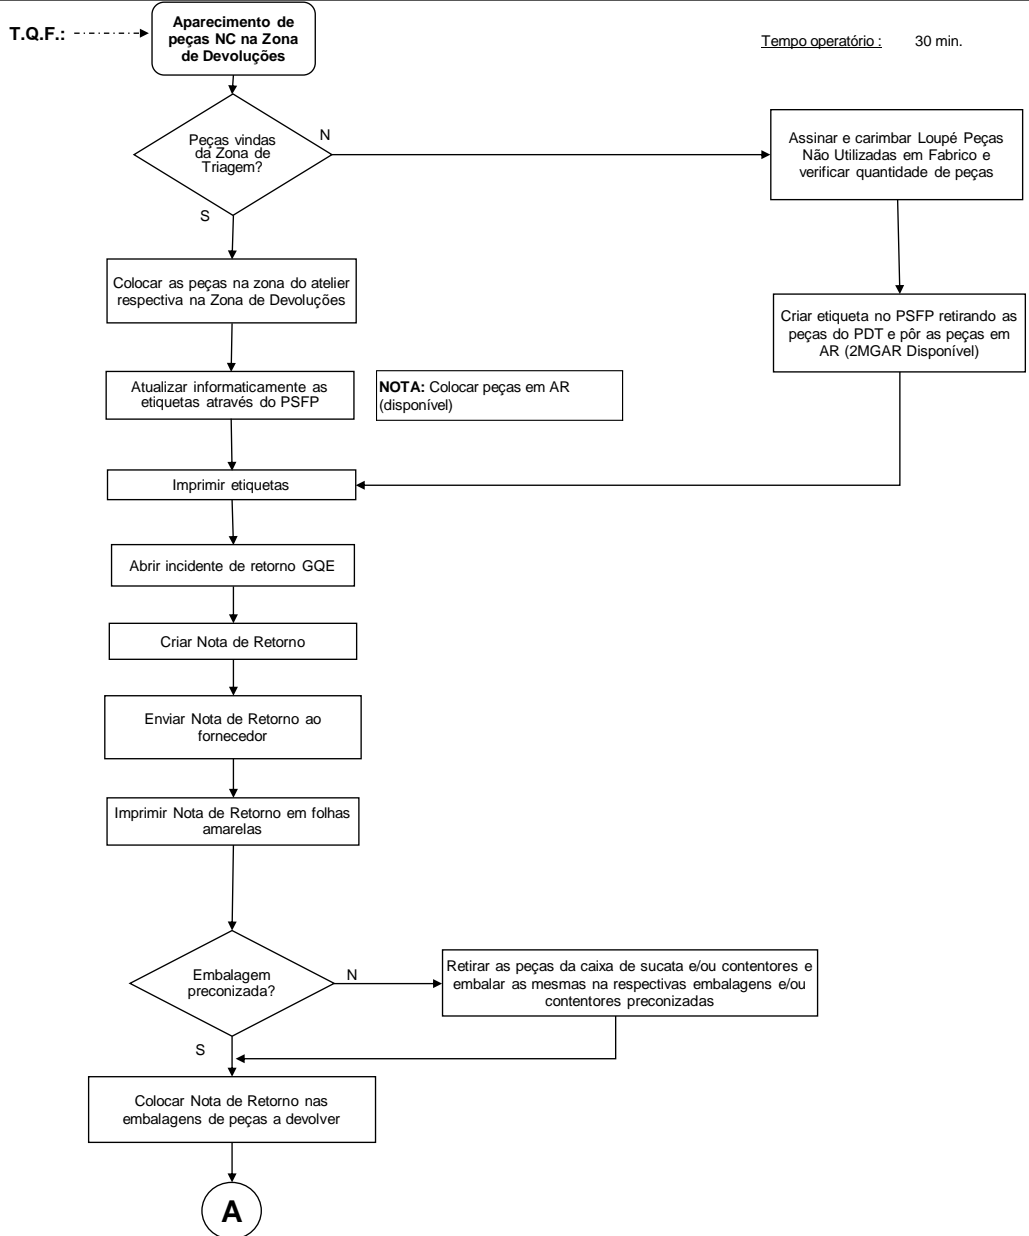 T.Q.F.:
Aparecimento de
peças NC na Zona
de Devoluções
Tempo operatório :
30 min.
Peças vindas
da Zona de
Triagem?
N
S
Assinar e carimbar Loupé Peças
Não Utilizadas em Fabrico e
verificar quantidade de peças
Colocar as peças na zona do atelier
respectiva na Zona de Devoluções
Criar etiqueta no PSFP retirando as
peças do PDT e pôr as peças em
AR (2MGAR Disponível)
Atualizar informaticamente as
etiquetas através do PSFP
NOTA: Colocar peças em AR
(disponível)
Imprimir etiquetas
Abrir incidente de retorno GQE
Criar Nota de Retorno
Enviar Nota de Retorno ao
fornecedor
Imprimir Nota de Retorno em folhas
amarelas
Embalagem
preconizada?
N
S
Retirar as peças da caixa de sucata e/ou contentores e
embalar as mesmas na respectivas embalagens e/ou
contentores preconizadas
Colocar Nota de Retorno nas
embalagens de peças a devolver
A